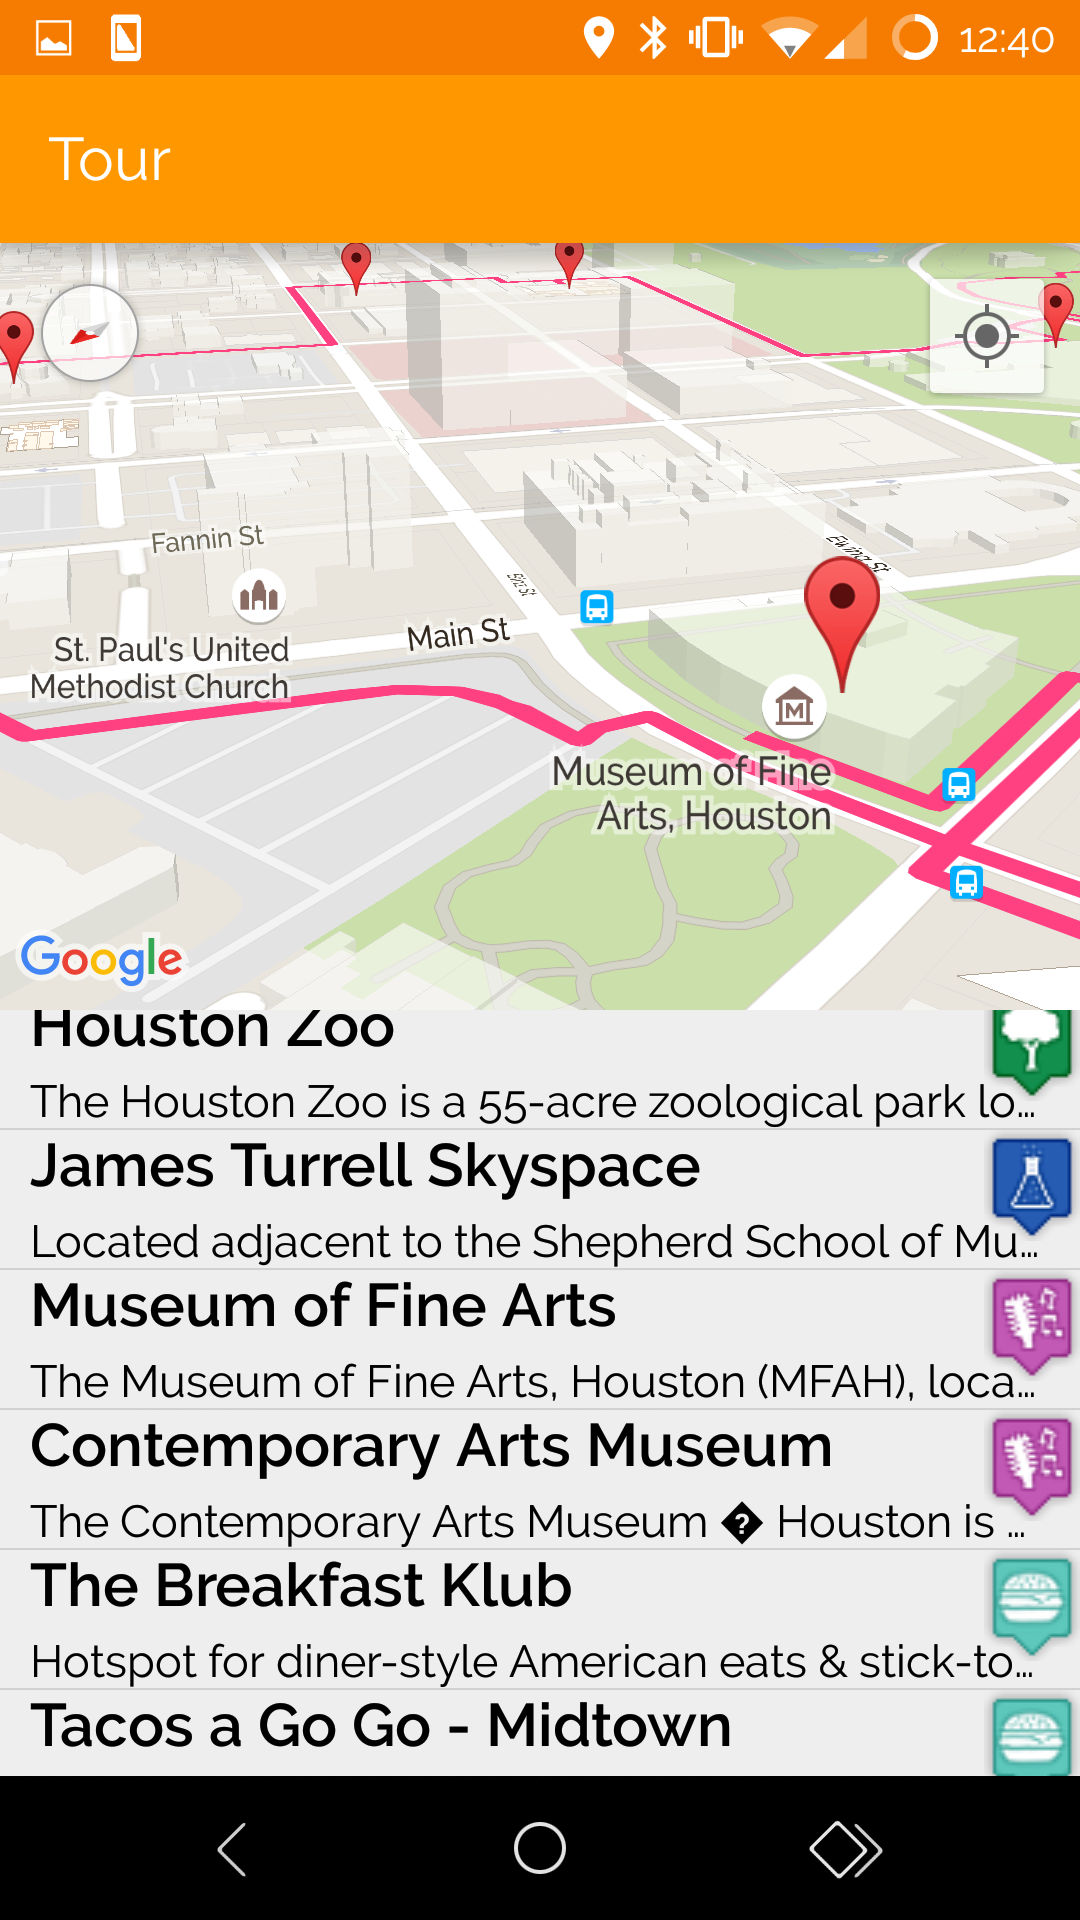 12:40
Tour
Fannin St
Ewing St
Binz St
Main St
St. Paul's United
Methodist Church
M
Museum of Fine
Arts, Houston
Google
Houston Zoo
The Houston Zoo is a 55-acre zoological park lo...
James Turrell Skyspace
Located adjacent to the Shepherd School of Mu...
Museum of Fine Arts
The Museum of Fine Arts, Houston (MFAH), loca...
Contemporary Arts Museum
The Contemporary Arts Museum � Houston is ...
The Breakfast Klub
Hotspot for diner-style American eats & stick-to...
Tacos a Go Go - Midtown